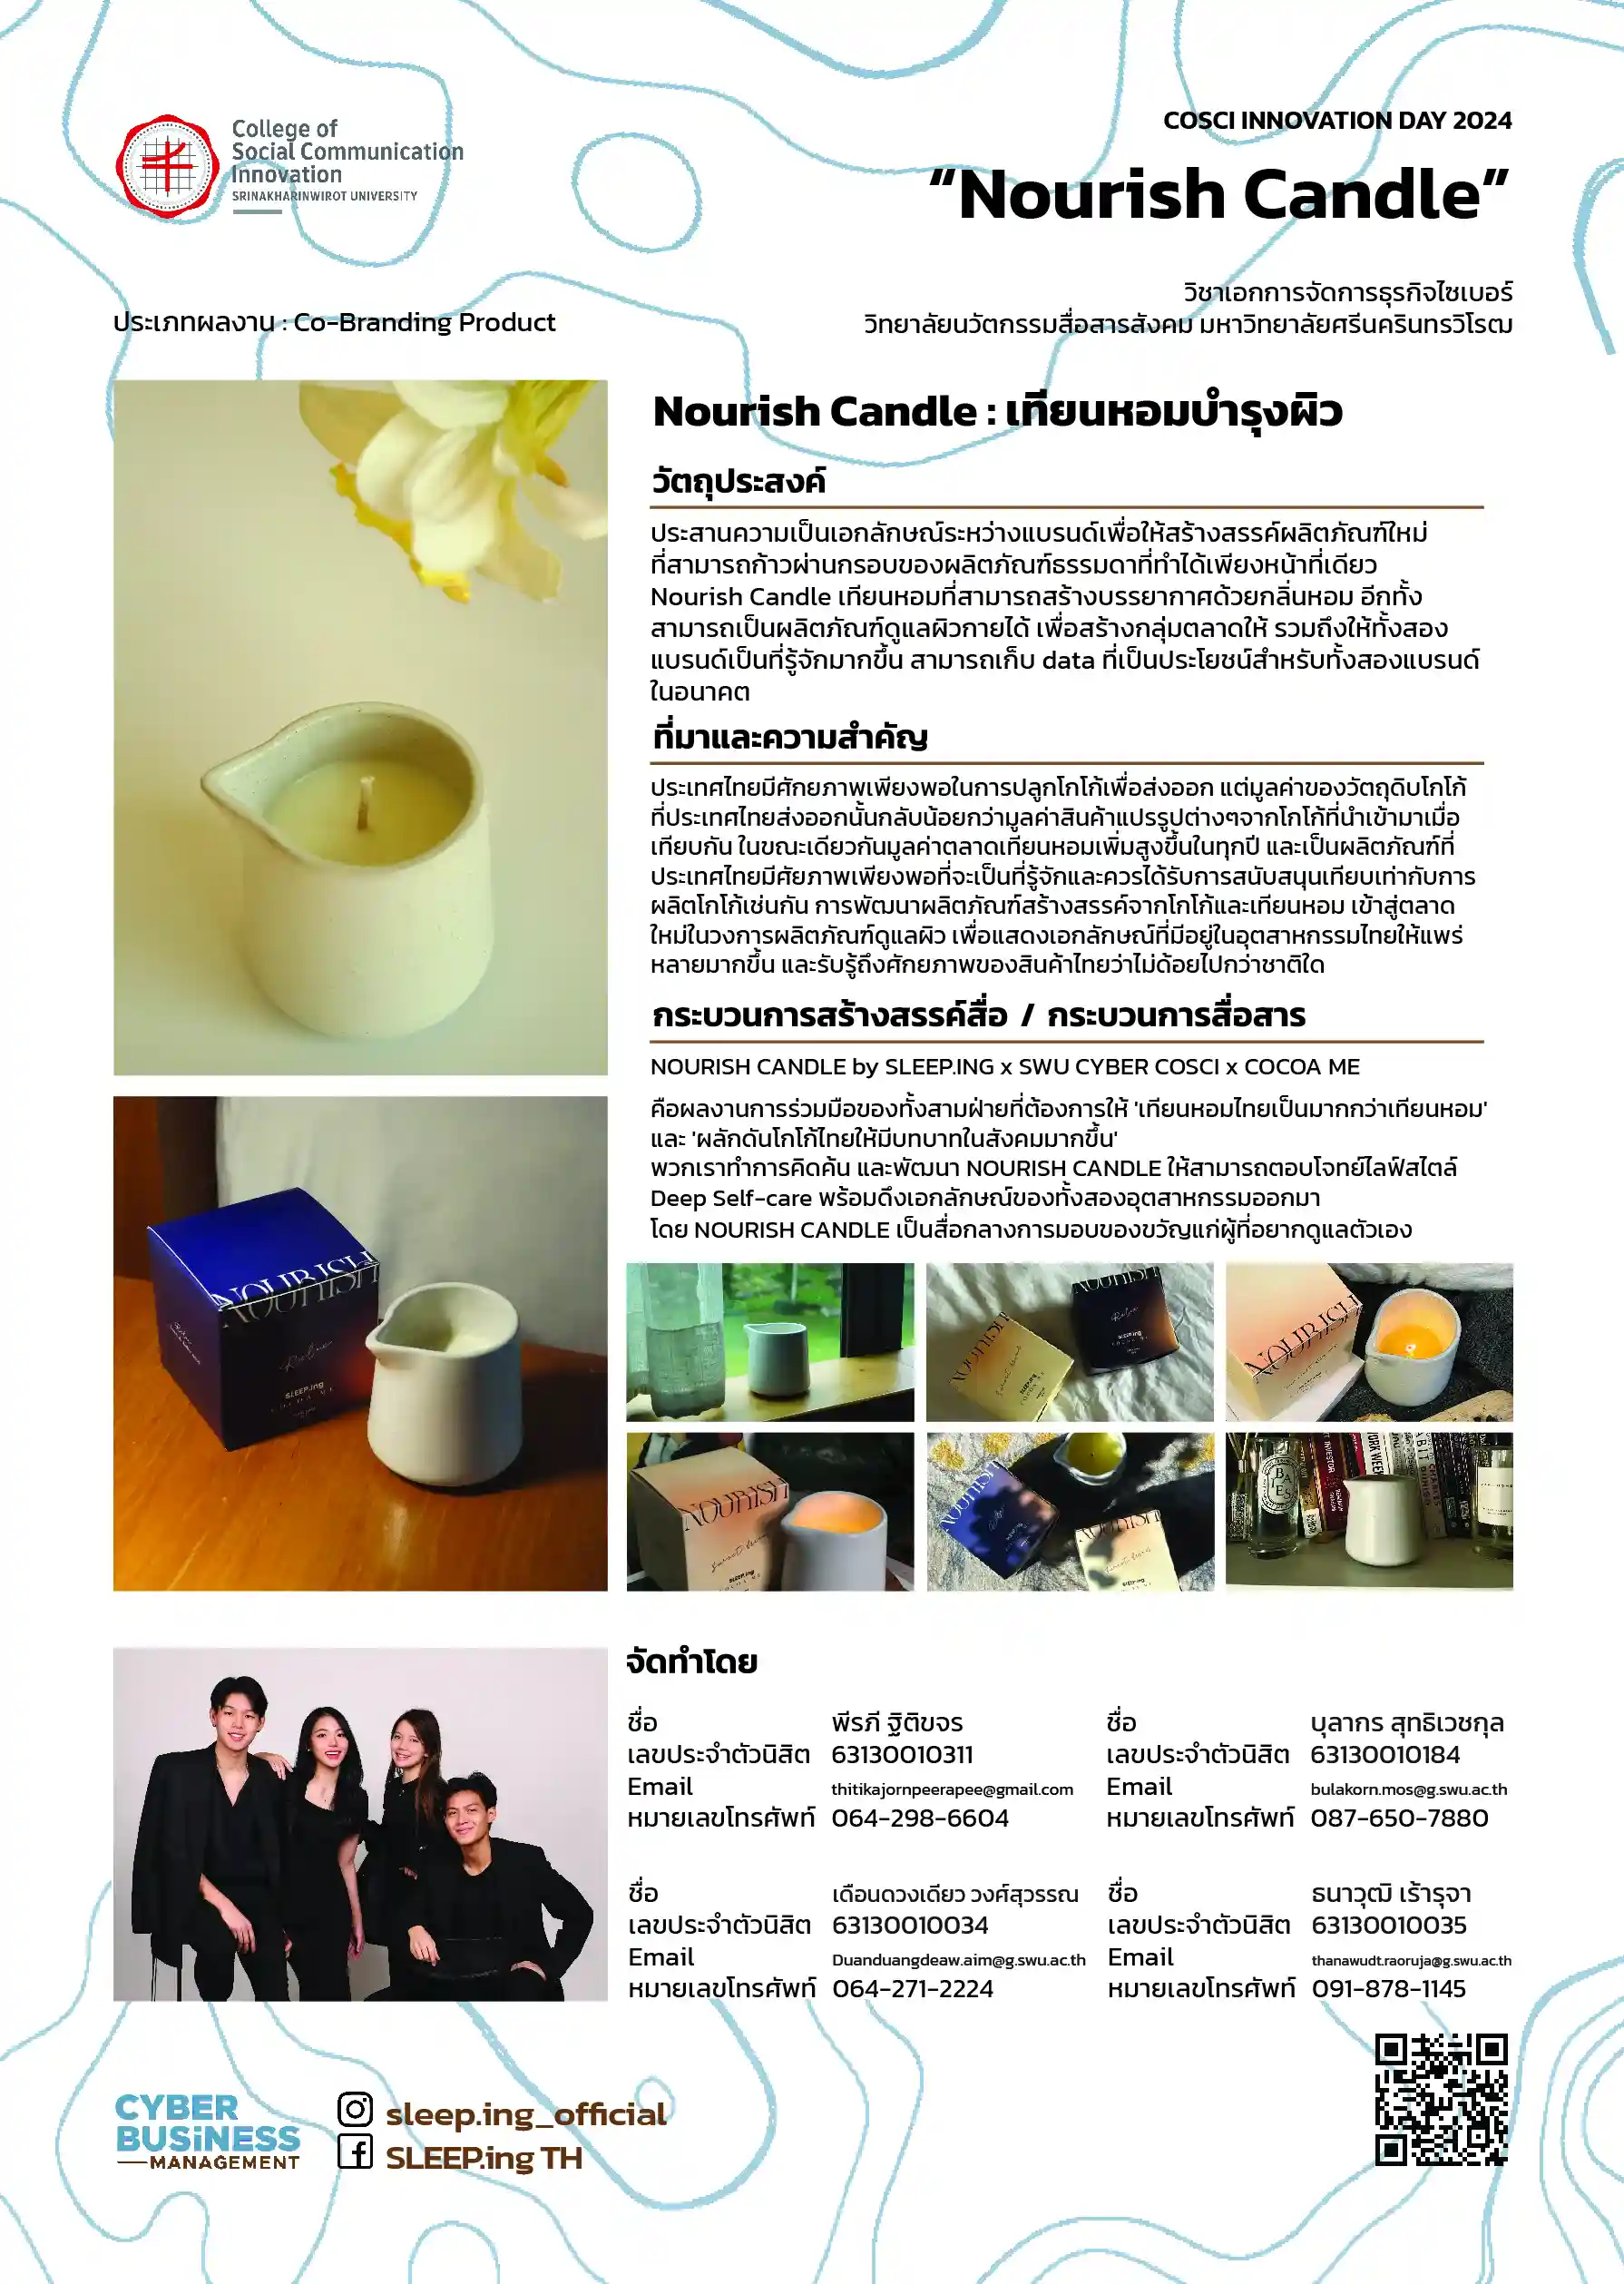 College of
Social Communication
Innovation
SRINAKHARINWIROT UNIVERSITY
COSCI INNOVATION DAY 2024
“Nourish Candle”
วิชาเอกการจัดการธุรกิจไซเบอร์
วิทยาลัยนวัตกรรมสื่อสารสังคม มหาวิทยาลัยศรีนครินทรวิโรฒ
ประเภทผลงาน : Co-Branding Product
Nourish Candle : เทียนหอมบำรุงผิว
วัตถุประสงค์
ประสานความเป็นเอกลักษณ์ระหว่างแบรนด์เพื่อให้สร้างสรรค์ผลิตภัณฑ์ใหม่
ที่สามารถก้าวผ่านกรอบของผลิตภัณฑ์ธรรมดาที่ทำได้เพียงหน้าที่เดียว
Nourish Candle เทียนหอมที่สามารถสร้างบรรยากาศด้วยกลิ่นหอม อีกทั้ง
สามารถเป็นผลิตภัณฑ์ดูแลผิวกายได้ เพื่อสร้างกลุ่มตลาดให้ รวมถึงให้ทั้งสอง
แบรนด์เป็นที่รู้จักมากขึ้น สามารถเก็บ data ที่เป็นประโยชน์สำหรับทั้งสองแบรนด์
ในอนาคต
ที่มาและความสำคัญ
ประเทศไทยมีศักยภาพเพียงพอในการปลูกโกโก้เพื่อส่งออก แต่มูลค่าของวัตถุดิบโกโก้
ที่ประเทศไทยส่งออกนั้นกลับน้อยกว่ามูลค่าสินค้าแปรรูปต่างๆจากโกโก้ที่นำเข้ามาเมื่อ
เทียบกัน ในขณะเดียวกันมูลค่าตลาดเทียนหอมเพิ่มสูงขึ้นในทุกปี และเป็นผลิตภัณฑ์ที่
ประเทศไทยมีศัยภาพเพียงพอที่จะเป็นที่รู้จักและควรได้รับการสนับสนุนเทียบเท่ากับการ
ผลิตโกโก้เช่นกัน การพัฒนาผลิตภัณฑ์สร้างสรรค์จากโกโก้และเทียนหอม เข้าสู่ตลาด
ใหม่ในวงการผลิตภัณฑ์ดูแลผิว เพื่อแสดงเอกลักษณ์ที่มีอยู่ในอุตสาหกรรมไทยให้แพร่
หลายมากขึ้น และรับรู้ถึงศักยภาพของสินค้าไทยว่าไม่ด้อยไปกว่าชาติใด
กระบวนการสร้างสรรค์สื่อ / กระบวนการสื่อสาร
NOURISH CANDLE by SLEEP.ING x SWU CYBER COSCI x COCOA ME
คือผลงานการร่วมมือของทั้งสามฝ่ายที่ต้องการให้ 'เทียนหอมไทยเป็นมากกว่าเทียนหอม'
และ 'ผลักดันโกโก้ไทยให้มีบทบาทในสังคมมากขึ้น'
พวกเราทำการคิดค้น และพัฒนา NOURISH CANDLE ให้สามารถตอบโจทย์ไลฟ์สไตล์
Deep Self-care พร้อมดึงเอกลักษณ์ของทั้งสองอุตสาหกรรมออกมา
โดย NOURISH CANDLE เป็นสื่อกลางการมอบของขวัญแก่ผู้ที่อยากดูแลตัวเอง
NOURISH
Relax
SLEEP.ing
COCOA ME
NOURISH
Sweet
SLEEP.ing
NOURISH
Relax
SLEEP.ing
NOURISH
NOURISH
Sweet
SLEEP.ing
COCOA ME
NOURISH
NOURISH
SLEEP.ing
จัดทำโดย
ชื่อ พีรภี ฐิติขจร
เลขประจำตัวนิสิต 63130010311
Email thitikajornpeerapee@gmail.com
หมายเลขโทรศัพท์ 064-298-6604
ชื่อ บุลากร สุทธิเวชกุล
เลขประจำตัวนิสิต 63130010184
Email bulakorn.mos@g.swu.ac.th
หมายเลขโทรศัพท์ 087-650-7880
ชื่อ เดือนดวงเดียว วงศ์สุวรรณ
เลขประจำตัวนิสิต 63130010034
Email Duanduangdeaw.aim@g.swu.ac.th
หมายเลขโทรศัพท์ 064-271-2224
ชื่อ ธนาวุฒิ เร้ารุจา
เลขประจำตัวนิสิต 63130010035
Email thanawudt.raoruja@g.swu.ac.th
หมายเลขโทรศัพท์ 091-878-1145
CYBER
BUSiNESS
MANAGEMENT
sleep.ing_official
SLEEP.ing TH